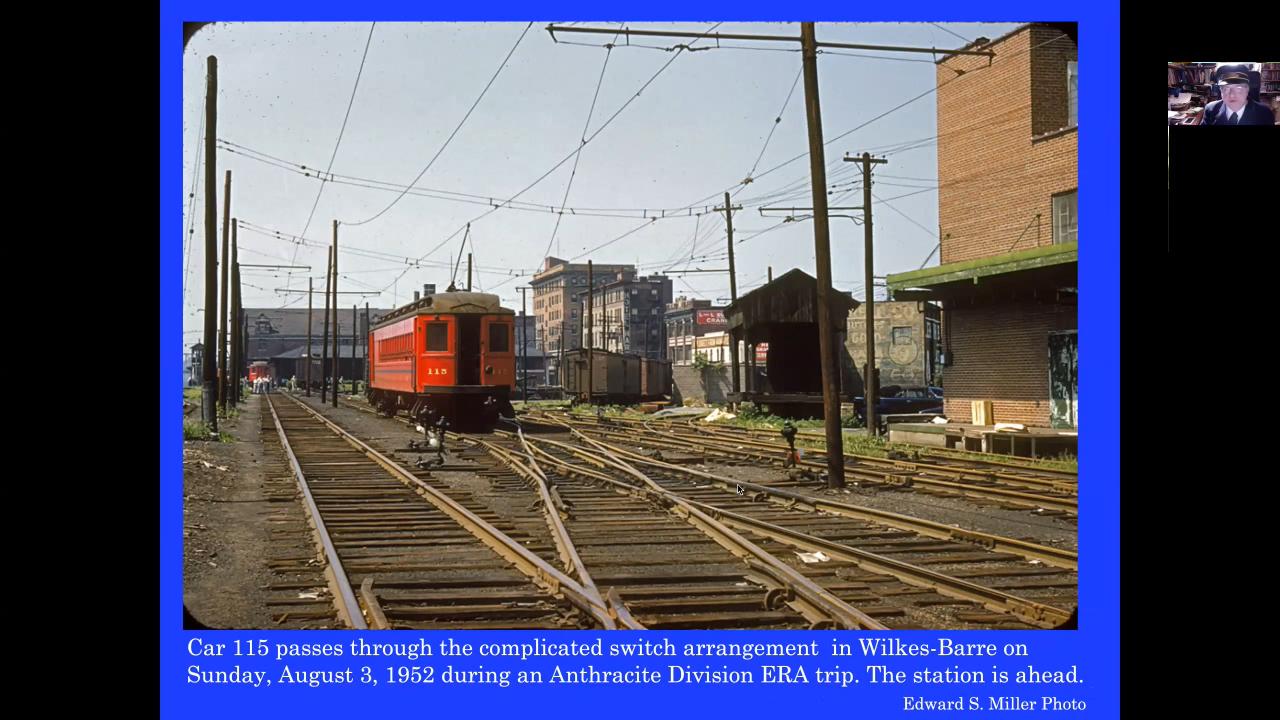 115
Car 115 passes through the complicated switch arrangement in Wilkes-Barre on
Sunday, August 3, 1952 during an Anthracite Division ERA trip. The station is ahead.
Edward S. Miller Photo